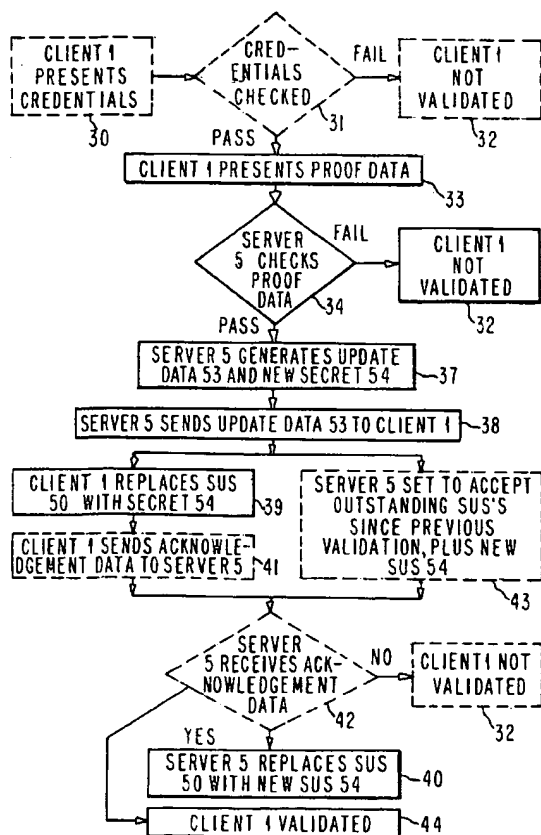 CLIENT 1
PRESENTS
CREDENTIALS
30
CRED-
ENTIALS
CHECKED
31
FAIL
CLIENT 1
NOT
VALIDATED
32
PASS
CLIENT 1 PRESENTS PROOF DATA
33
SERVER
5 CHECKS
PROOF
DATA
34
FAIL
CLIENT 1
NOT
VALIDATED
32
PASS
SERVER 5 GENERATES UPDATE
DATA 53 AND NEW SECRET 54
37
SERVER 5 SENDS UPDATE DATA 53 TO CLIENT 1
38
CLIENT 1 REPLACES SUS
50 WITH SECRET 54
39
CLIENT 1 SENDS ACKNOWLE-
DGEMENT DATA TO SERVER 5
41
SERVER 5 SET TO ACCEPT
OUTSTANDING SUS'S
SINCE PREVIOUS
VALIDATION, PLUS NEW
SUS 54
43
SERVER
5 RECEIVES ACK-
NOWLEDGEMENT
DATA
42
NO
CLIENT 1 NOT
VALIDATED
32
YES
SERVER 5 REPLACES SUS
50 WITH NEW SUS 54
40
CLIENT 1 VALIDATED
44